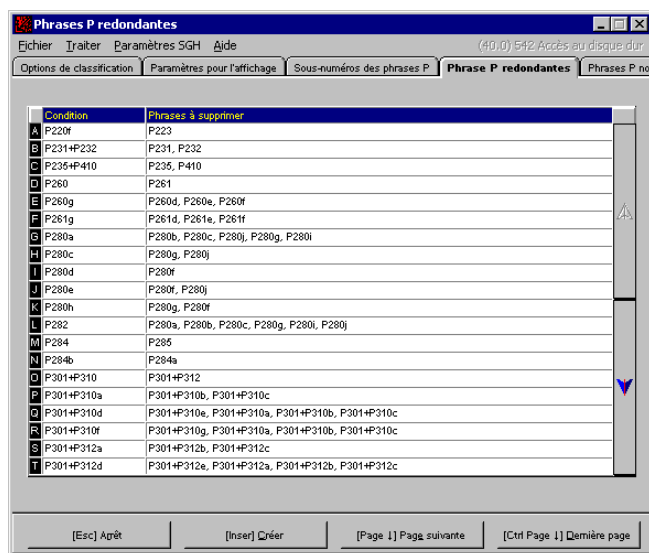 Phrases P redondantes
Fichier Traiter Paramètres SGH Aide (40.0) 542 Accès au disque dur
Options de classification Paramètres pour l'affichage Sous-numéros des phrases P Phrase P redondantes Phrases P no
Condition Phrases à supprimer
A P220f P223
B P231+P232 P231, P232
C P235+P410 P235, P410
D P260 P261
E P260g P260d, P260e, P260f
F P261g P261d, P261e, P261f
G P280a P280b, P280c, P280j, P280g, P280i
H P280c P280g, P280j
I P280d P280f
J P280e P280f, P280j
K P280h P280g, P280f
L P282 P280a, P280b, P280c, P280g, P280i, P280j
M P284 P285
N P284b P284a
O P301+P310 P301+P312
P P301+P310a P301+P310b, P301+P310c
Q P301+P310d P301+P310e, P301+P310a, P301+P310b, P301+P310c
R P301+P310f P301+P310g, P301+P310a, P301+P310b, P301+P310c
S P301+P312a P301+P312b, P301+P312c
T P301+P312d P301+P312e, P301+P312a, P301+P312b, P301+P312c
[Esc] Arrêt [Inser] Créer [Page ↓] Page suivante [Ctrl Page ↓] Dernière page